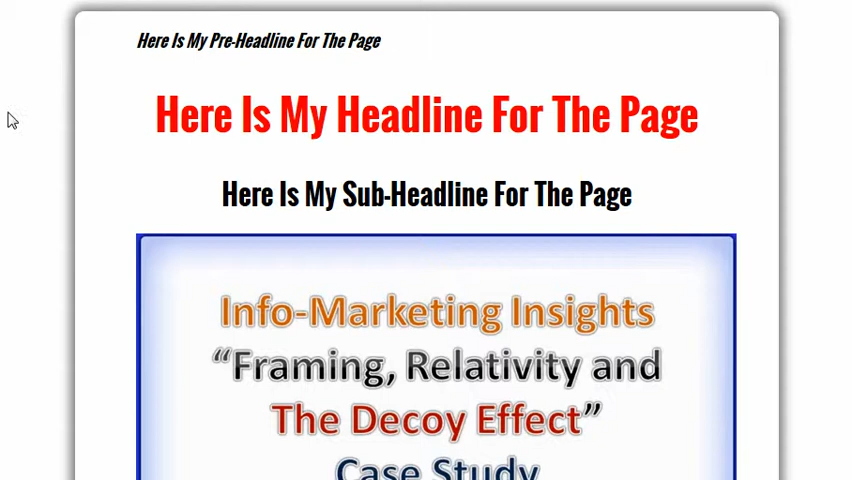 Here Is My Pre-Headline For The Page
Here Is My Headline For The Page
Here Is My Sub-Headline For The Page
Info-Marketing Insights
“Framing, Relativity and
The Decoy Effect”
Case Study